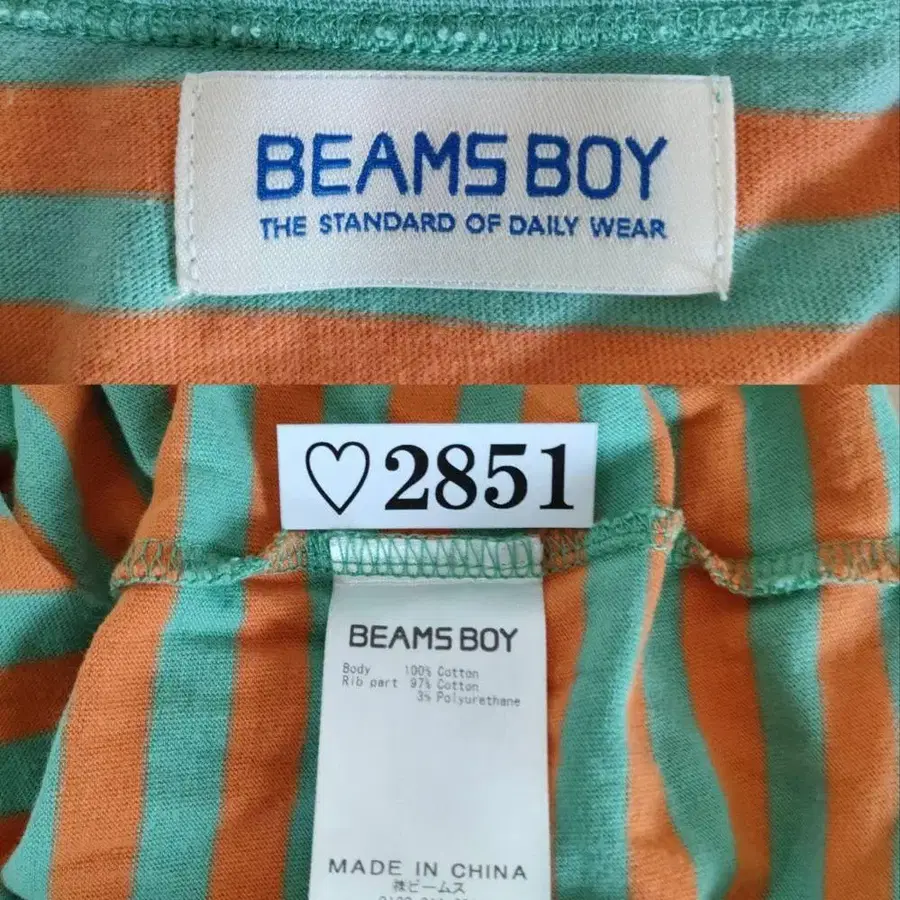 BEAMS BOY
THE STANDARD OF DAILY WEAR
♡2851
BEAMS BOY
Body 100% Cotton
Rib part 97% Cotton
3% Polyurethane
MADE IN CHINA
㈱ビームス